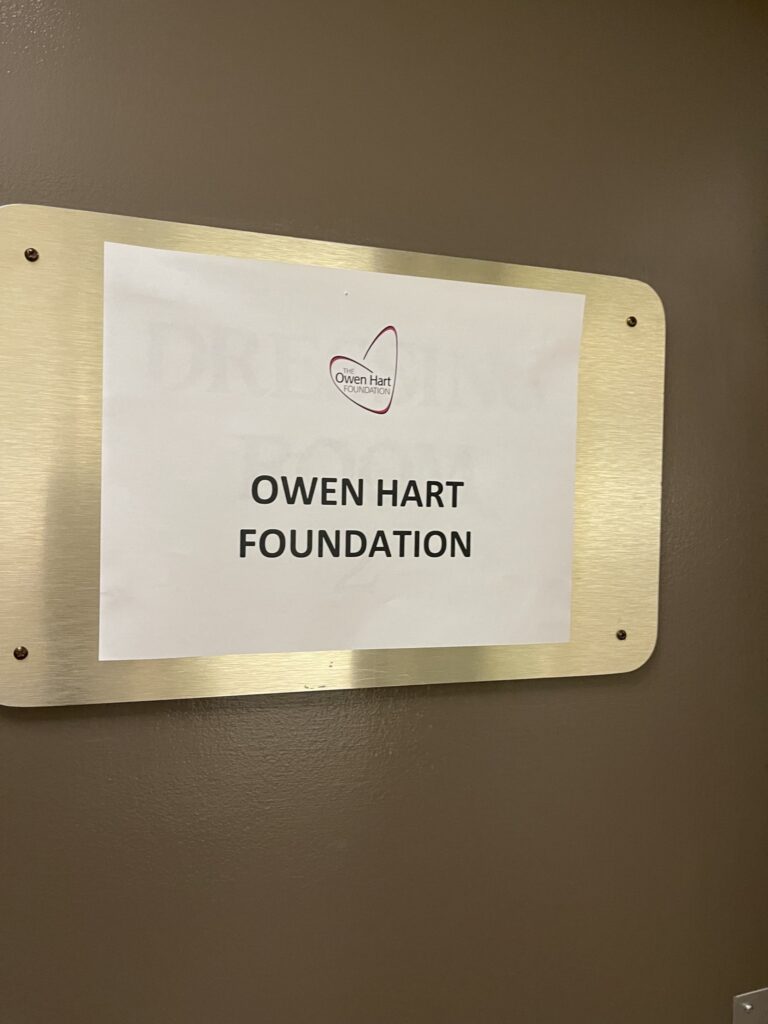 THE
Owen Hart
FOUNDATION
OWEN HART
FOUNDATION